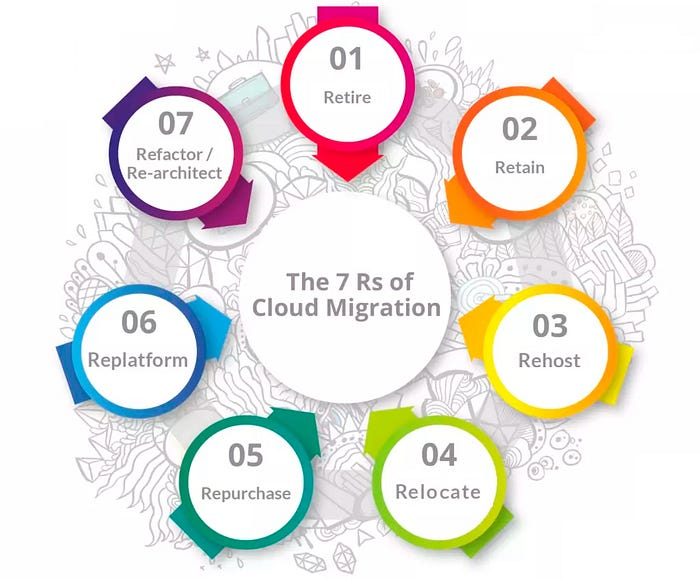 01
Retire
02
Retain
03
Rehost
04
Relocate
05
Repurchase
06
Replatform
07
Refactor /
Re-architect
The 7 Rs of
Cloud Migration